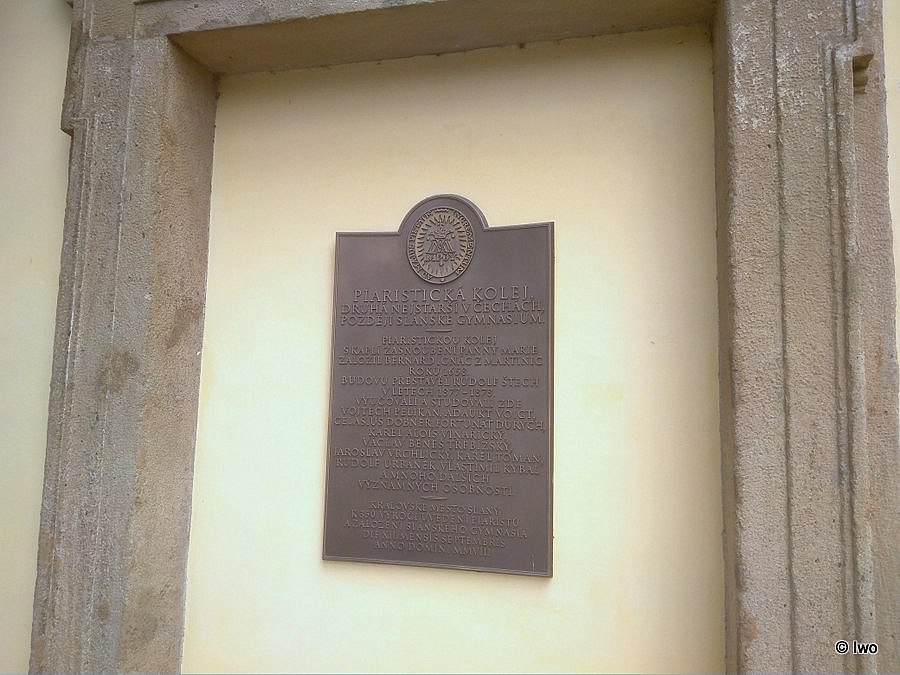 PIARISTICKÁ KOLEJ,
DRUHÁ NEJSTARŠÍ V ČECHÁCH,
POZDĚJI SLÁNSKÉ GYMNASIUM.
PIARISTICKOU KOLEJ
S KAPLÍ ZASNOUBENÍ PANNY MARIE
ZALOŽIL BERNARD IGNÁC Z MARTINIC
ROKU 1658.
BUDOVU PŘESTAVĚL RUDOLF ŠTECH
V LETECH 1877–1878.
VYUČOVALI A STUDOVALI ZDE
VOJTĚCH PELIKÁN, ADAUKT VOIGT,
GELASIUS DOBNER, FORTUNÁT DURYCH,
KAREL ALOIS VINAŘICKÝ,
VÁCLAV BENEŠ TŘEBÍZSKÝ,
JAROSLAV VRCHLICKÝ, KAREL TOMAN,
RUDOLF URBÁNEK, VLASTIMIL KYBAL
A MNOHO DALŠÍCH
VÝZNAMNÝCH OSOBNOSTÍ.
KRÁLOVSKÉ MĚSTO SLANÝ
K 350. VÝROČÍ UVEDENÍ PIARISTŮ
A ZALOŽENÍ SLÁNSKÉHO GYMNASIA
DIE XII. MENSIS SEPTEMBRIS
ANNO DOMINI MMVIII
© Iwo